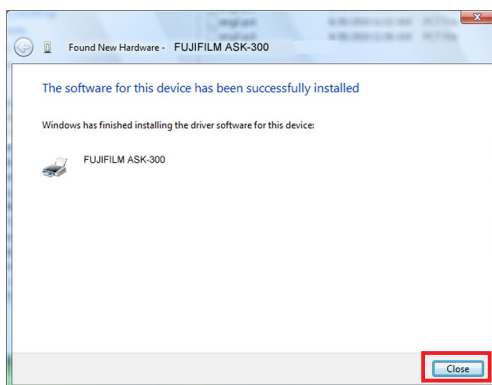 Found New Hardware - FUJIFILM ASK-300
The software for this device has been successfully installed
Windows has finished installing the driver software for this device:
FUJIFILM ASK-300
Close